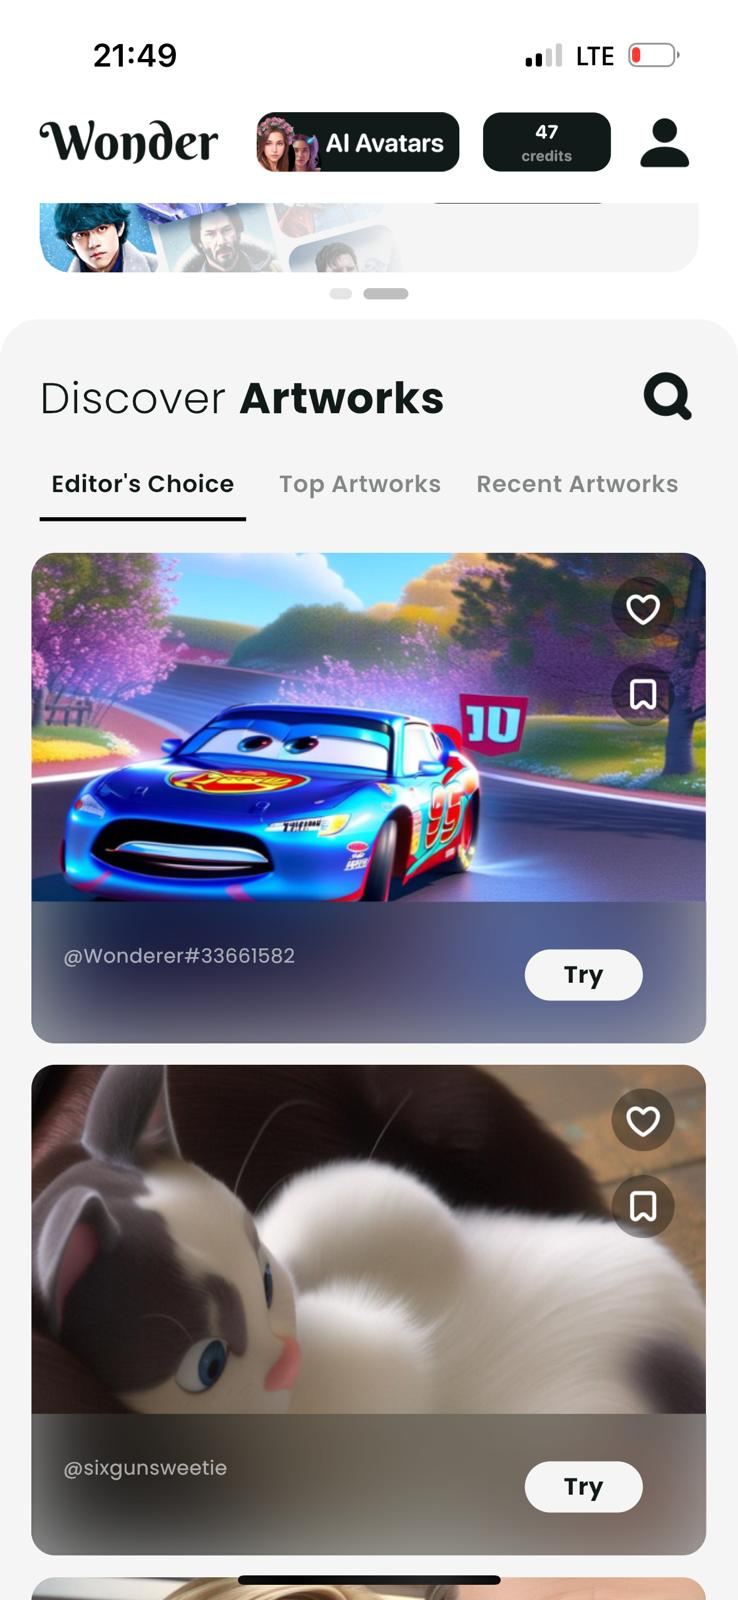 21:49
LTE
Wonder
AI Avatars
47
credits
Discover Artworks
Editor's Choice
Top Artworks
Recent Artworks
95
@Wonderer#33661582
Try
@sixgunsweetie
Try